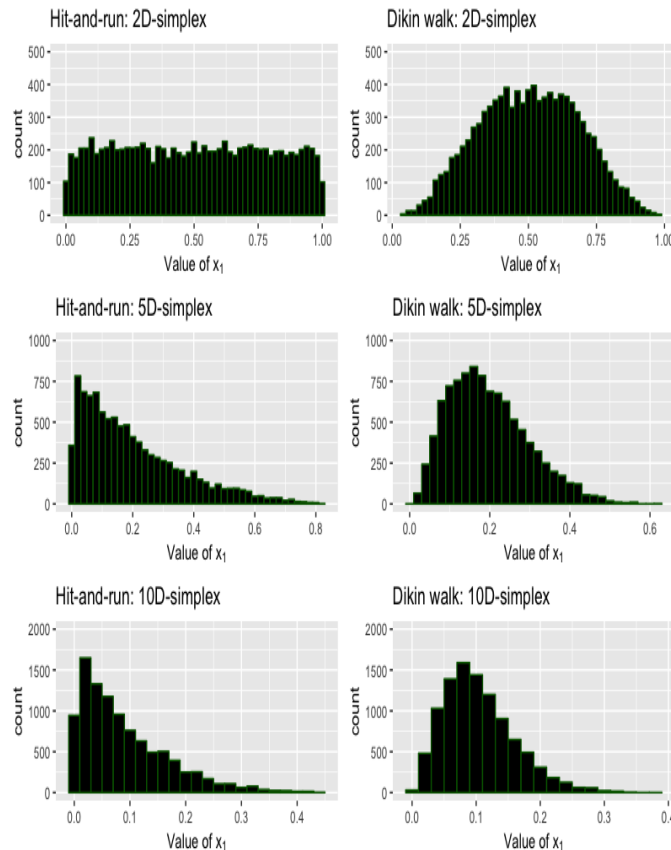 Hit-and-run: 2D-simplex
500
400
300
200
100
0
count
0.00 0.25 0.50 0.75 1.00
Value of x₁
Dikin walk: 2D-simplex
500
400
300
200
100
0
count
0.00 0.25 0.50 0.75 1.00
Value of x₁
Hit-and-run: 5D-simplex
1000
750
500
250
0
count
0.0 0.2 0.4 0.6 0.8
Value of x₁
Dikin walk: 5D-simplex
1000
750
500
250
0
count
0.0 0.2 0.4 0.6
Value of x₁
Hit-and-run: 10D-simplex
2000
1500
1000
500
0
count
0.0 0.1 0.2 0.3 0.4
Value of x₁
Dikin walk: 10D-simplex
2000
1500
1000
500
0
count
0.0 0.1 0.2 0.3 0.4
Value of x₁